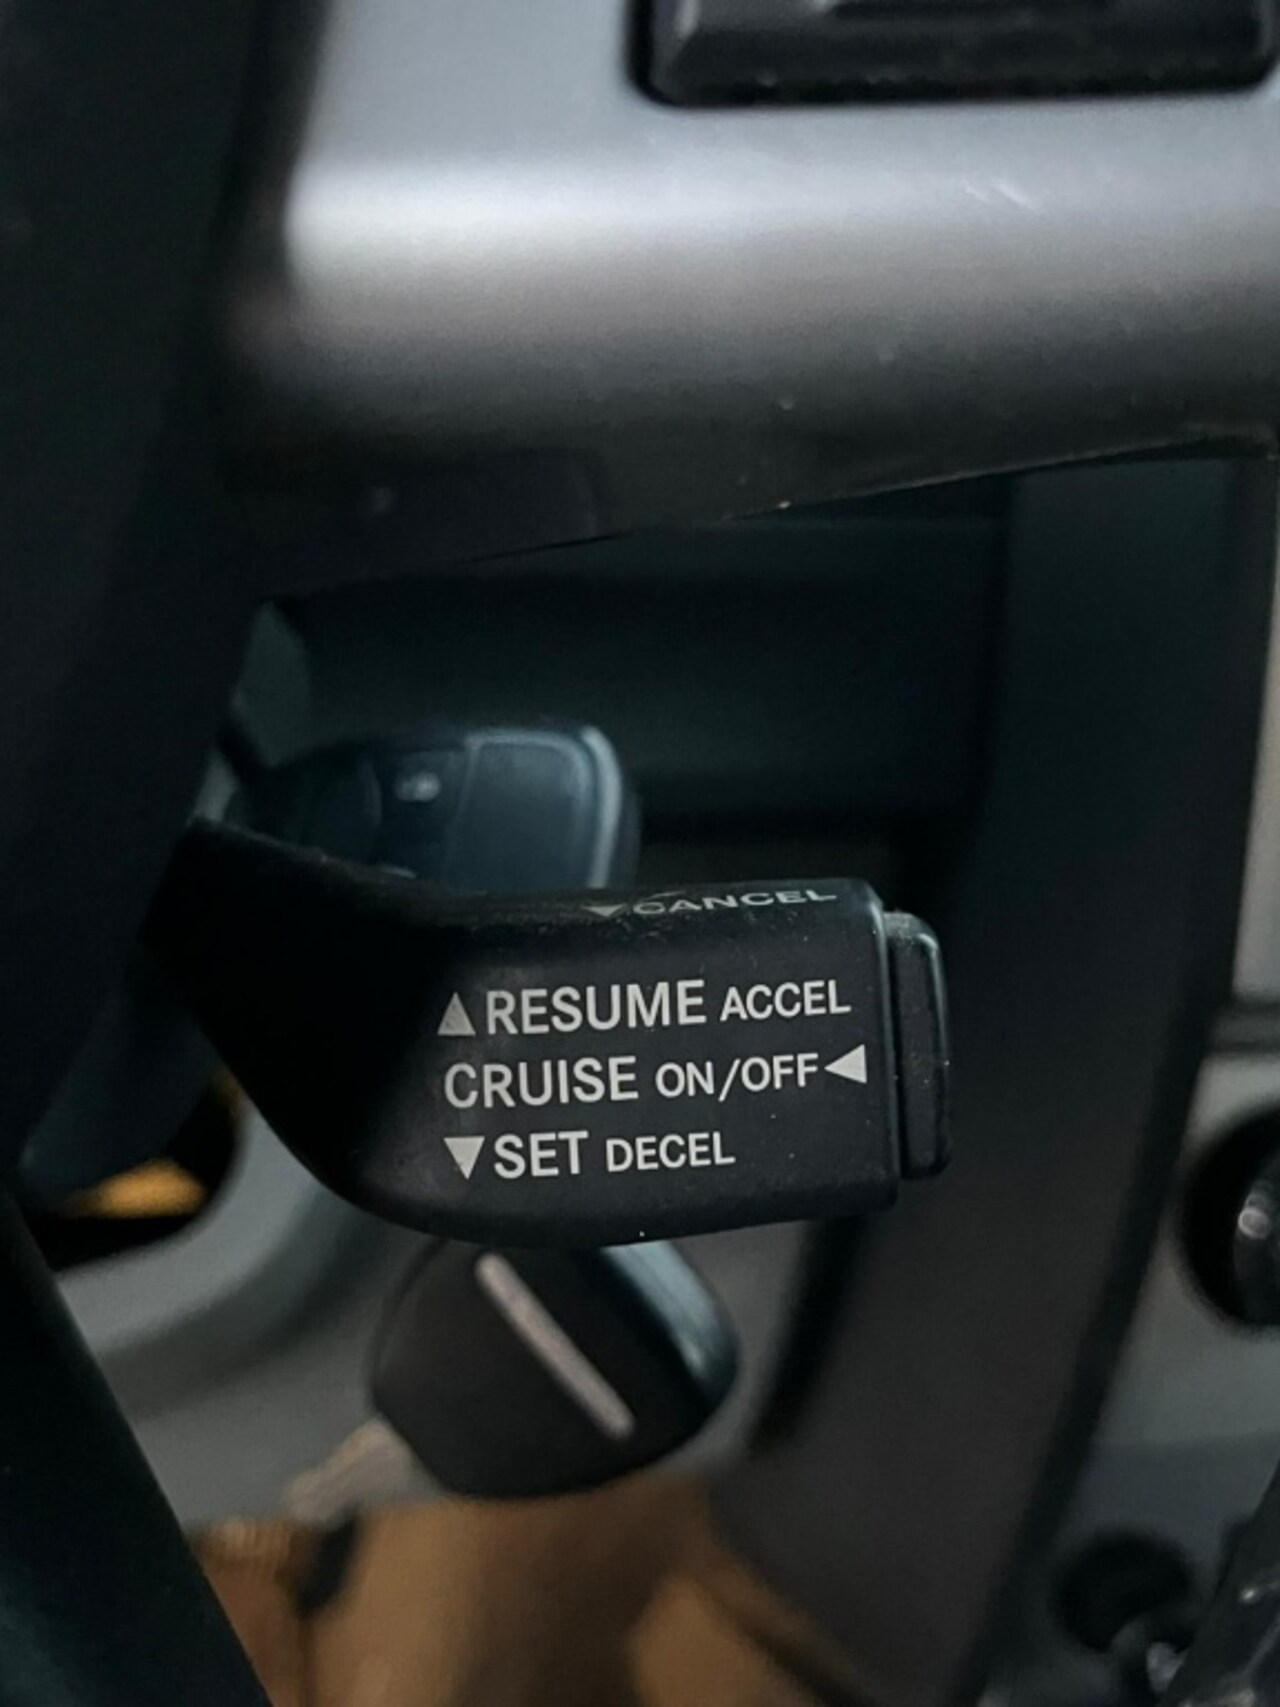 ▼CANCEL
▲RESUME ACCEL
CRUISE ON/OFF◀
▼SET DECEL